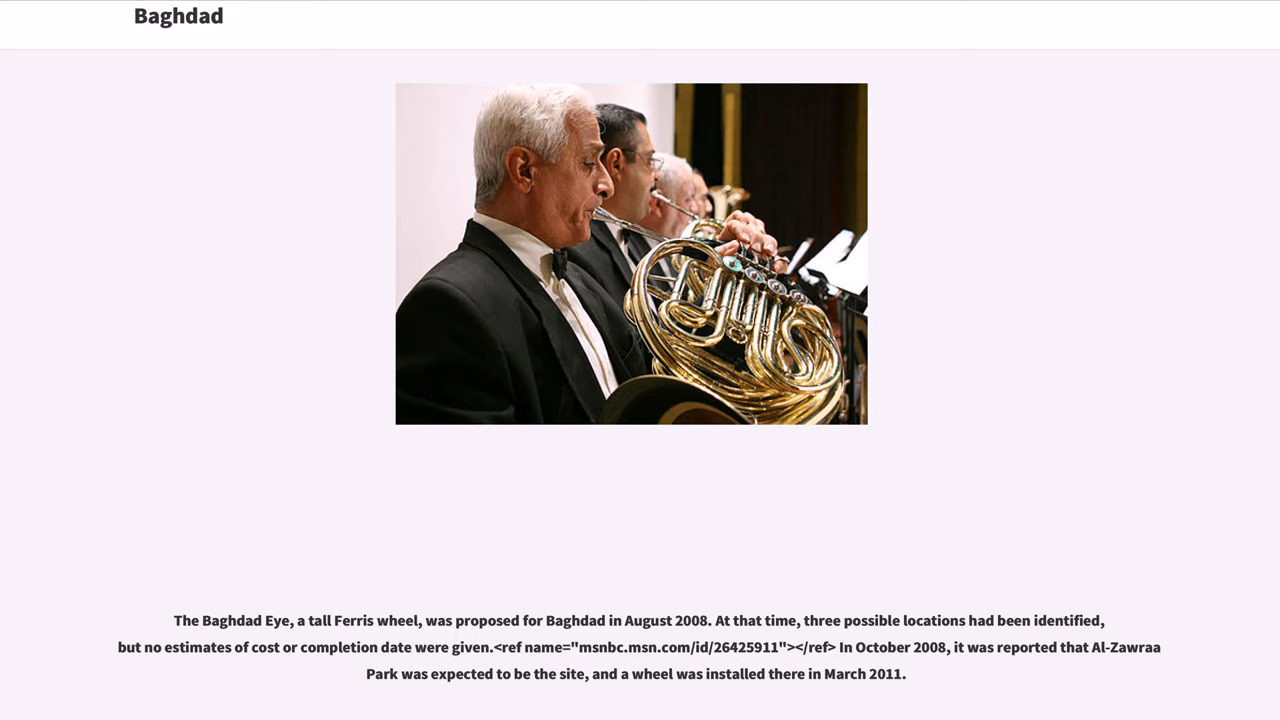 Baghdad
The Baghdad Eye, a tall Ferris wheel, was proposed for Baghdad in August 2008. At that time, three possible locations had been identified,
but no estimates of cost or completion date were given.<ref name="msnbc.msn.com/id/26425911"></ref> In October 2008, it was reported that Al-Zawraa
Park was expected to be the site, and a wheel was installed there in March 2011.